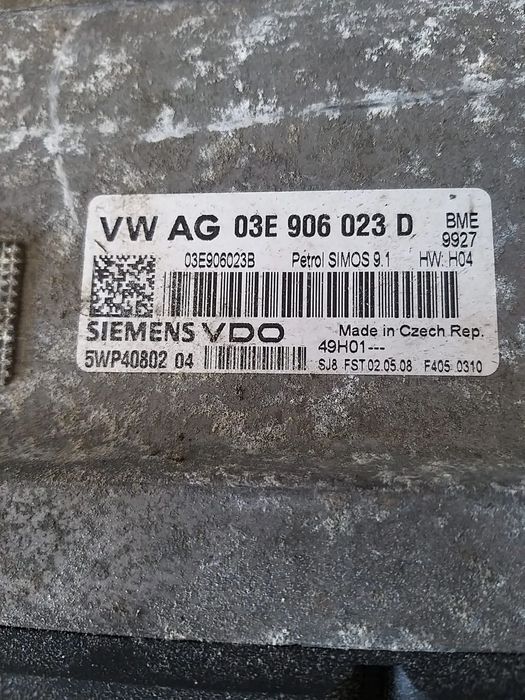 VW AG 03E 906 023 D BME
9927
03E906023B Petrol SIMOS 9.1 HW: H04
SIEMENS VDO Made in Czech Rep.
49H01---
5WP40802 04 SJ8 FST 02.05.08 F405 0310